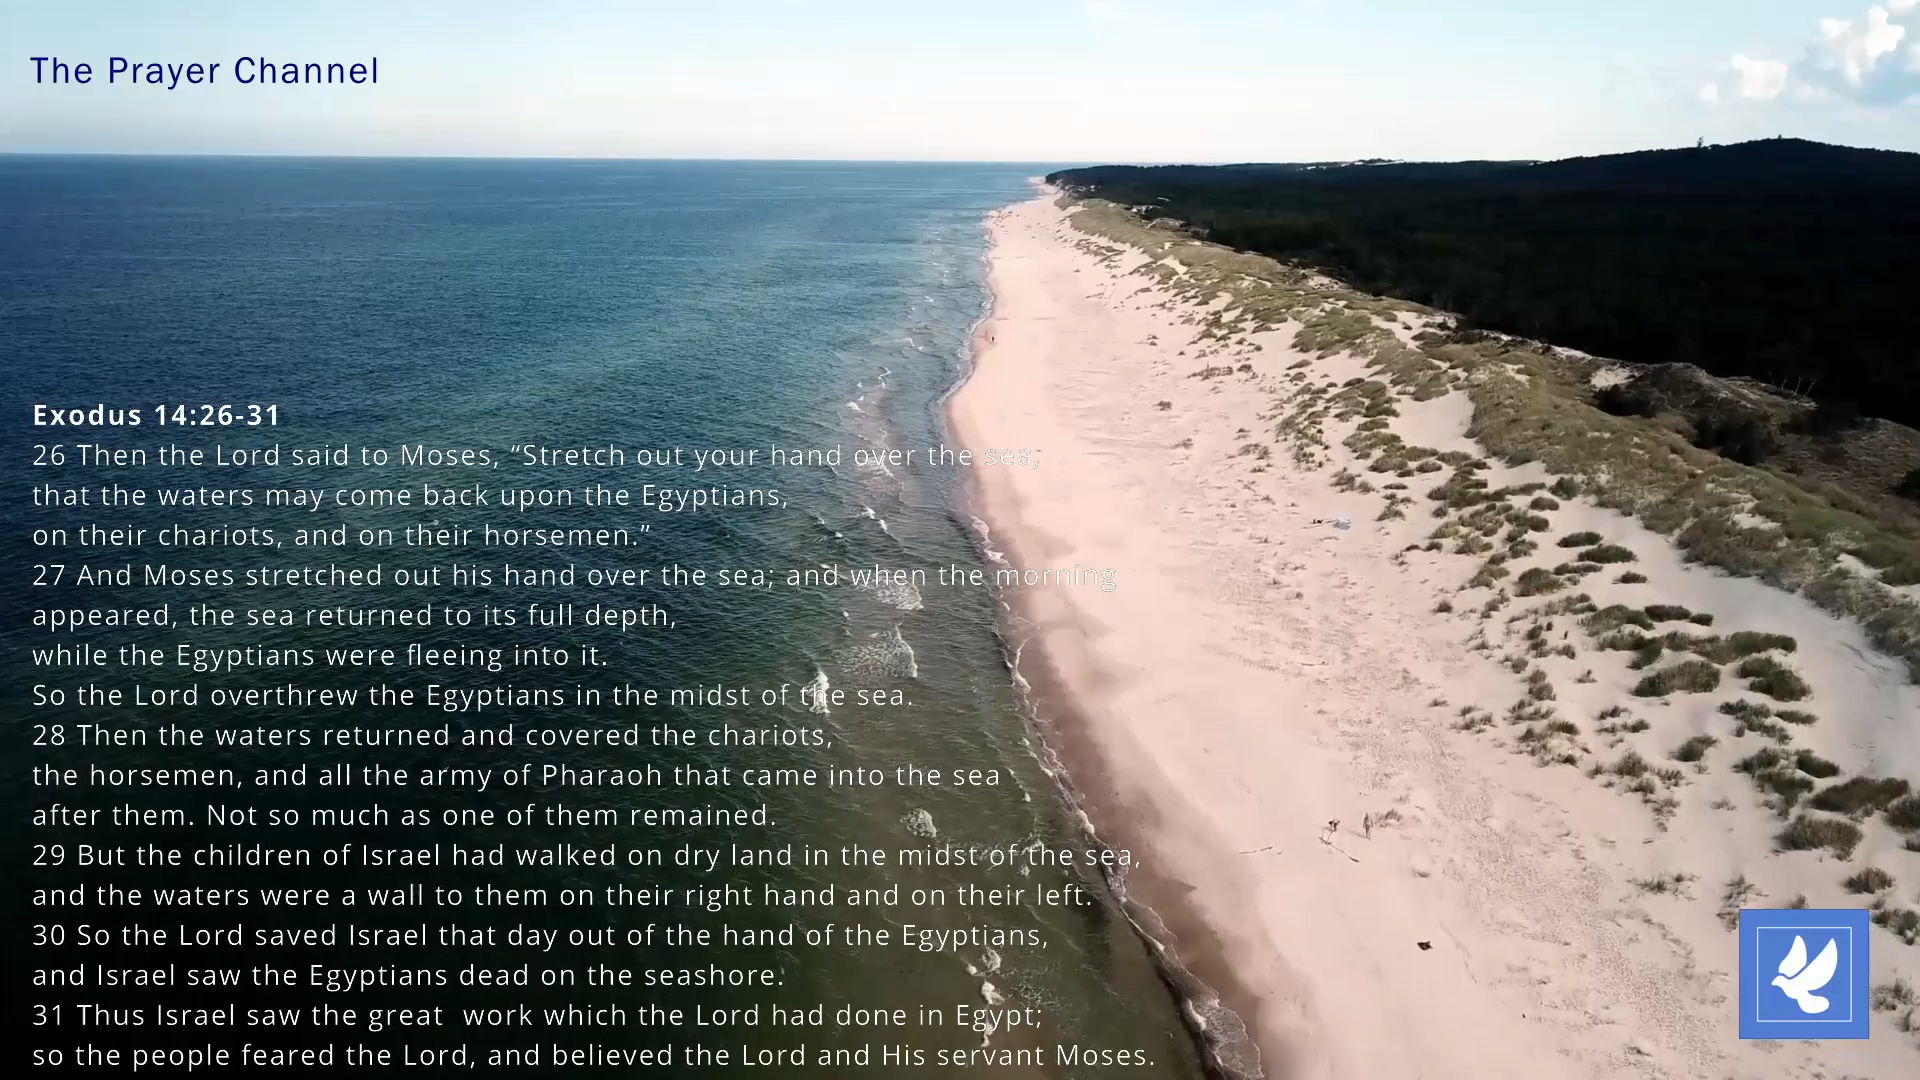 The Prayer Channel
Exodus 14:26-31
26 Then the Lord said to Moses, “Stretch out your hand over the sea,
that the waters may come back upon the Egyptians,
on their chariots, and on their horsemen.”
27 And Moses stretched out his hand over the sea; and when the morning
appeared, the sea returned to its full depth,
while the Egyptians were fleeing into it.
So the Lord overthrew the Egyptians in the midst of the sea.
28 Then the waters returned and covered the chariots,
the horsemen, and all the army of Pharaoh that came into the sea
after them. Not so much as one of them remained.
29 But the children of Israel had walked on dry land in the midst of the sea,
and the waters were a wall to them on their right hand and on their left.
30 So the Lord saved Israel that day out of the hand of the Egyptians,
and Israel saw the Egyptians dead on the seashore.
31 Thus Israel saw the great  work which the Lord had done in Egypt;
so the people feared the Lord, and believed the Lord and His servant Moses.